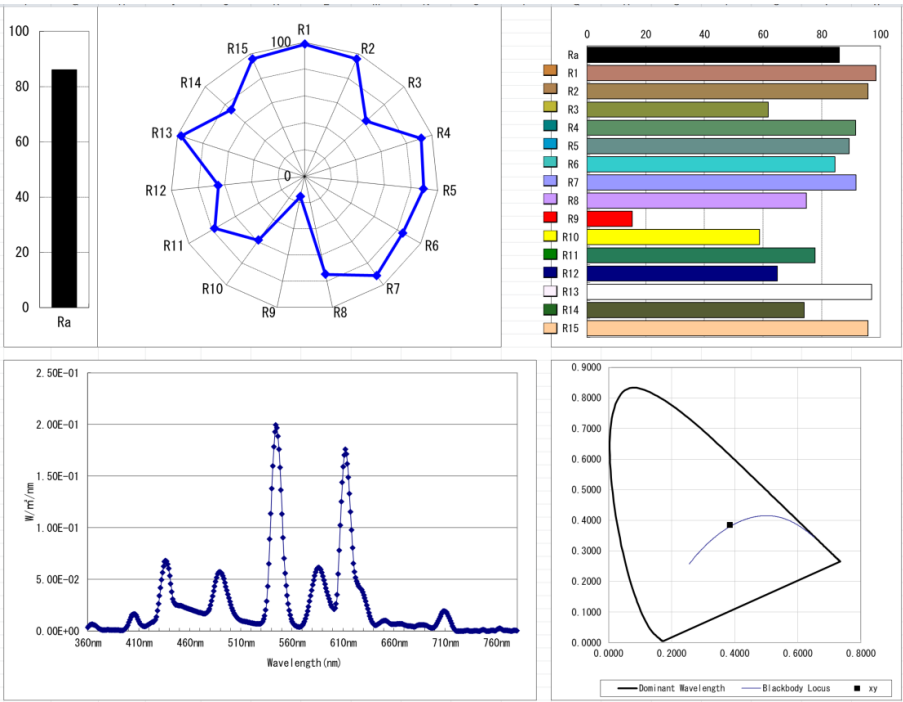 100
80
60
40
20
0
Ra
R1
R2
R3
R4
R5
R6
R7
R8
R9
R10
R11
R12
R13
R14
R15
100
0
0 20 40 60 80 100
Ra
R1
R2
R3
R4
R5
R6
R7
R8
R9
R10
R11
R12
R13
R14
R15
2.50E-01
2.00E-01
1.50E-01
1.00E-01
5.00E-02
0.00E+00
W/㎡/nm
360nm 410nm 460nm 510nm 560nm 610nm 660nm 710nm 760nm
Wavelength(nm)
0.9000
0.8000
0.7000
0.6000
0.5000
0.4000
0.3000
0.2000
0.1000
0.0000
0.0000 0.2000 0.4000 0.6000 0.8000
Dominant Wavelength Blackbody Locus xy